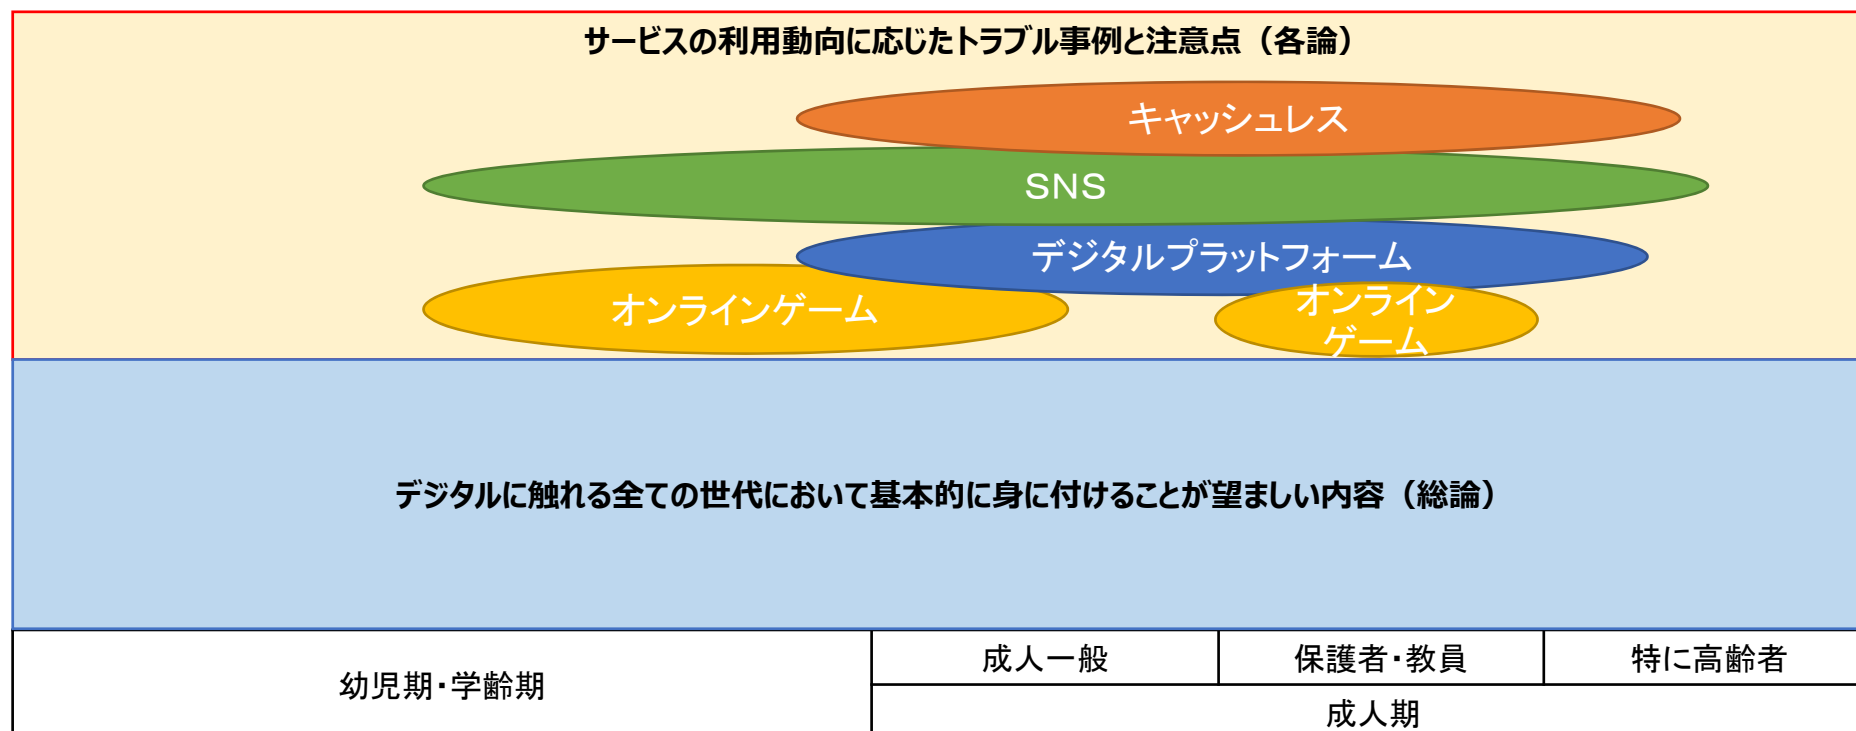 サービスの利用動向に応じたトラブル事例と注意点（各論）
キャッシュレス
SNS
デジタルプラットフォーム
オンラインゲーム
オンライン
ゲーム
デジタルに触れる全ての世代において基本的に身に付けることが望ましい内容（総論）
幼児期・学齢期
成人一般
保護者・教員
特に高齢者
成人期